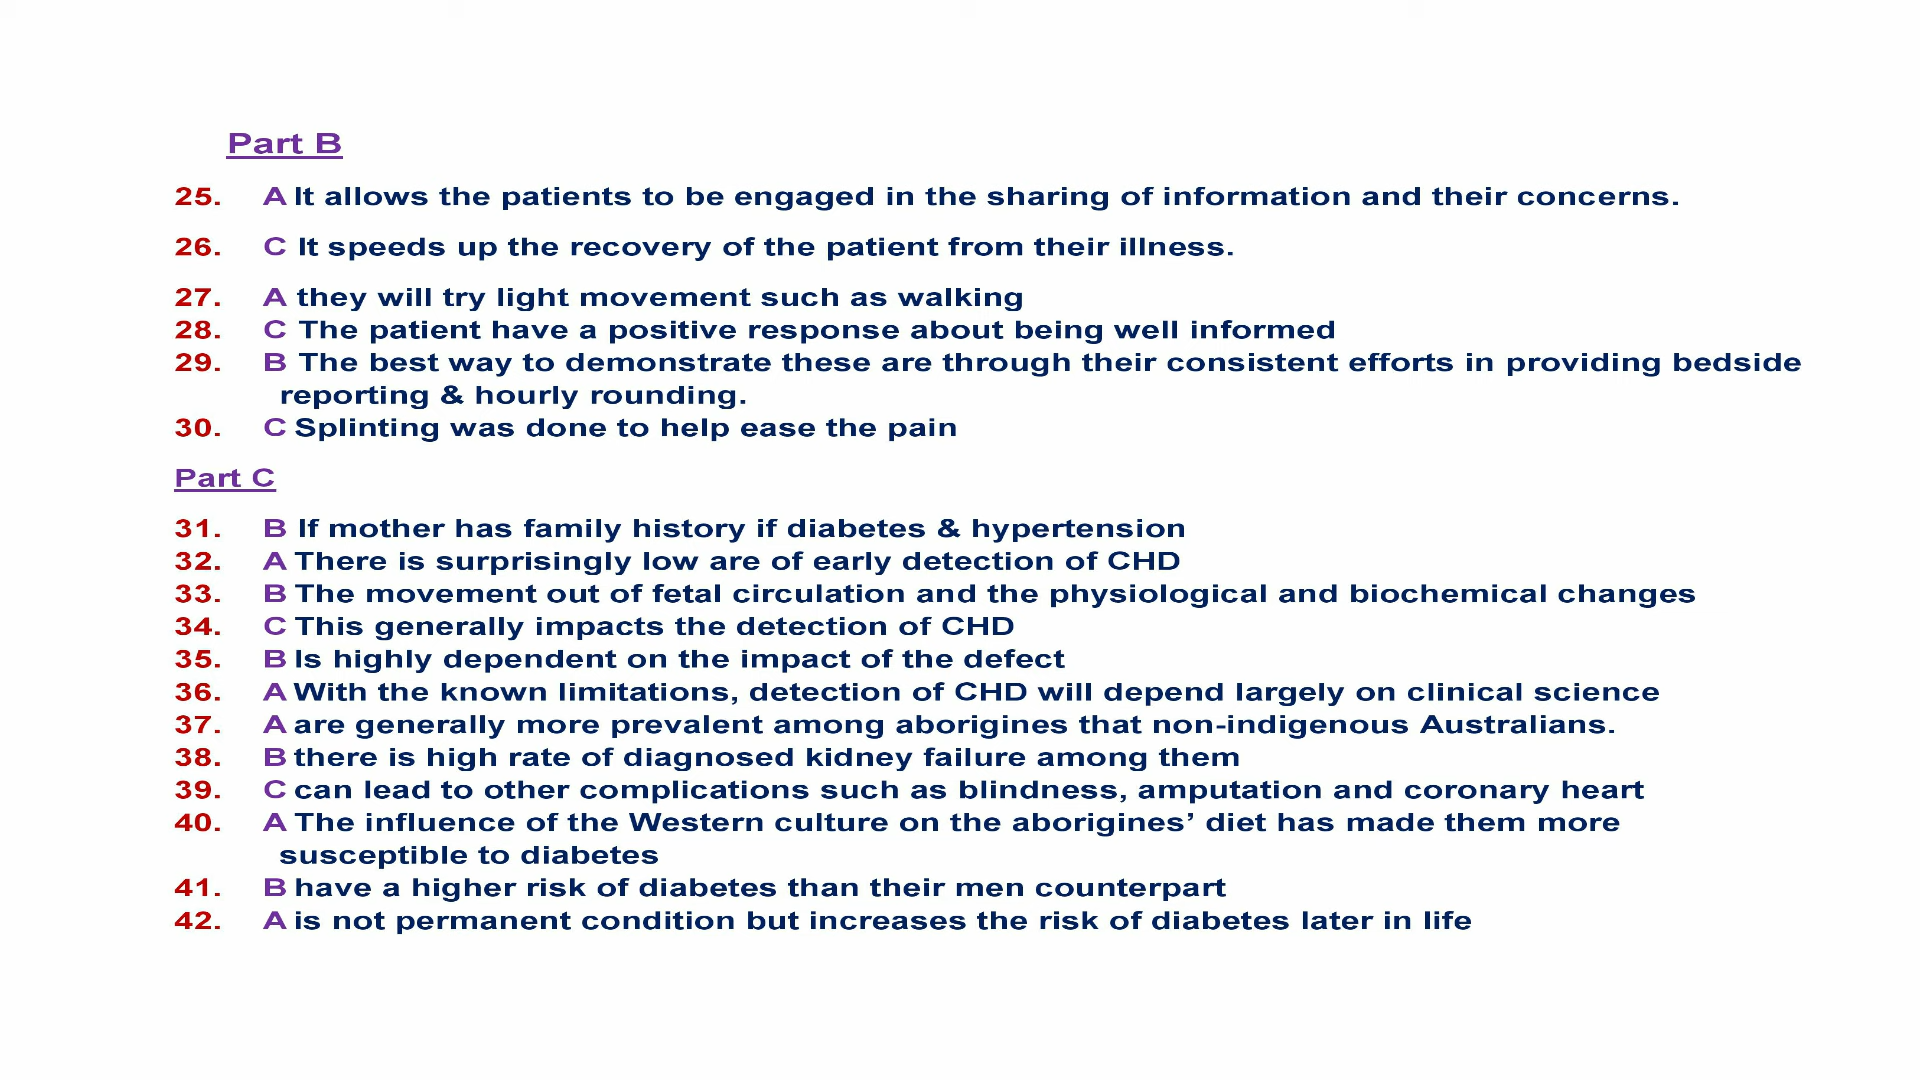 Part B
25. A It allows the patients to be engaged in the sharing of information and their concerns.
26. C It speeds up the recovery of the patient from their illness.
27. A they will try light movement such as walking
28. C The patient have a positive response about being well informed
29. B The best way to demonstrate these are through their consistent efforts in providing bedside
reporting & hourly rounding.
30. C Splinting was done to help ease the pain
Part C
31. B If mother has family history if diabetes & hypertension
32. A There is surprisingly low are of early detection of CHD
33. B The movement out of fetal circulation and the physiological and biochemical changes
34. C This generally impacts the detection of CHD
35. B Is highly dependent on the impact of the defect
36. A With the known limitations, detection of CHD will depend largely on clinical science
37. A are generally more prevalent among aborigines that non-indigenous Australians.
38. B there is high rate of diagnosed kidney failure among them
39. C can lead to other complications such as blindness, amputation and coronary heart
40. A The influence of the Western culture on the aborigines’ diet has made them more
susceptible to diabetes
41. B have a higher risk of diabetes than their men counterpart
42. A is not permanent condition but increases the risk of diabetes later in life